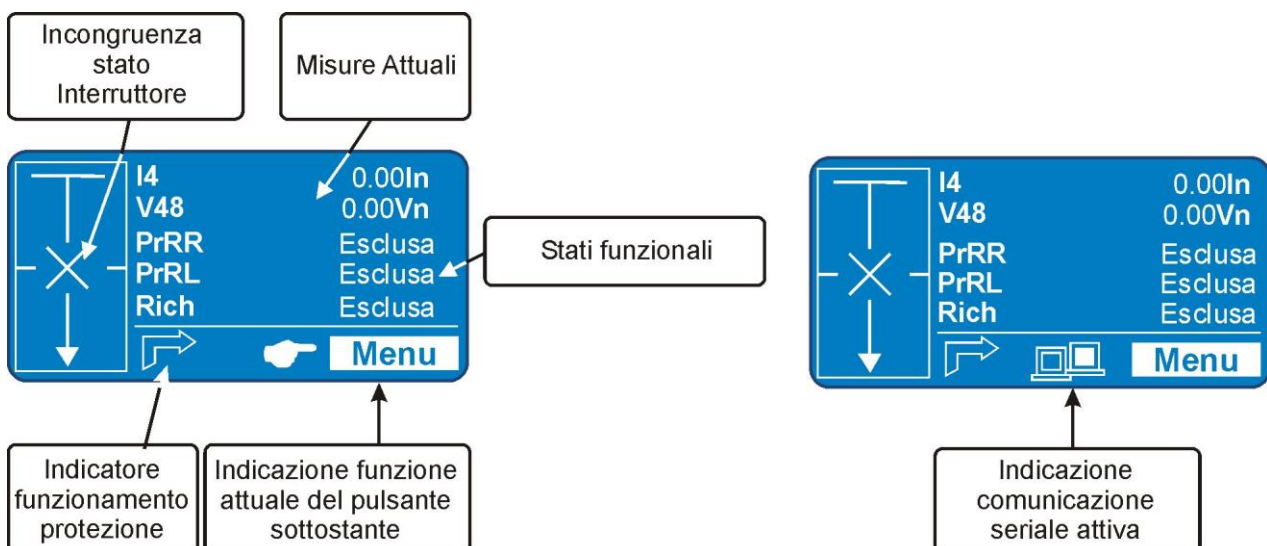 Incongruenza
stato
Interruttore
Misure Attuali
I4 0.00In
V48 0.00Vn
PrRR Esclusa
PrRL Esclusa
Rich Esclusa
Menu
Stati funzionali
Indicatore
funzionamento
protezione
Indicazione funzione
attuale del pulsante
sottostante
I4 0.00In
V48 0.00Vn
PrRR Esclusa
PrRL Esclusa
Rich Esclusa
Menu
Indicazione
comunicazione
seriale attiva